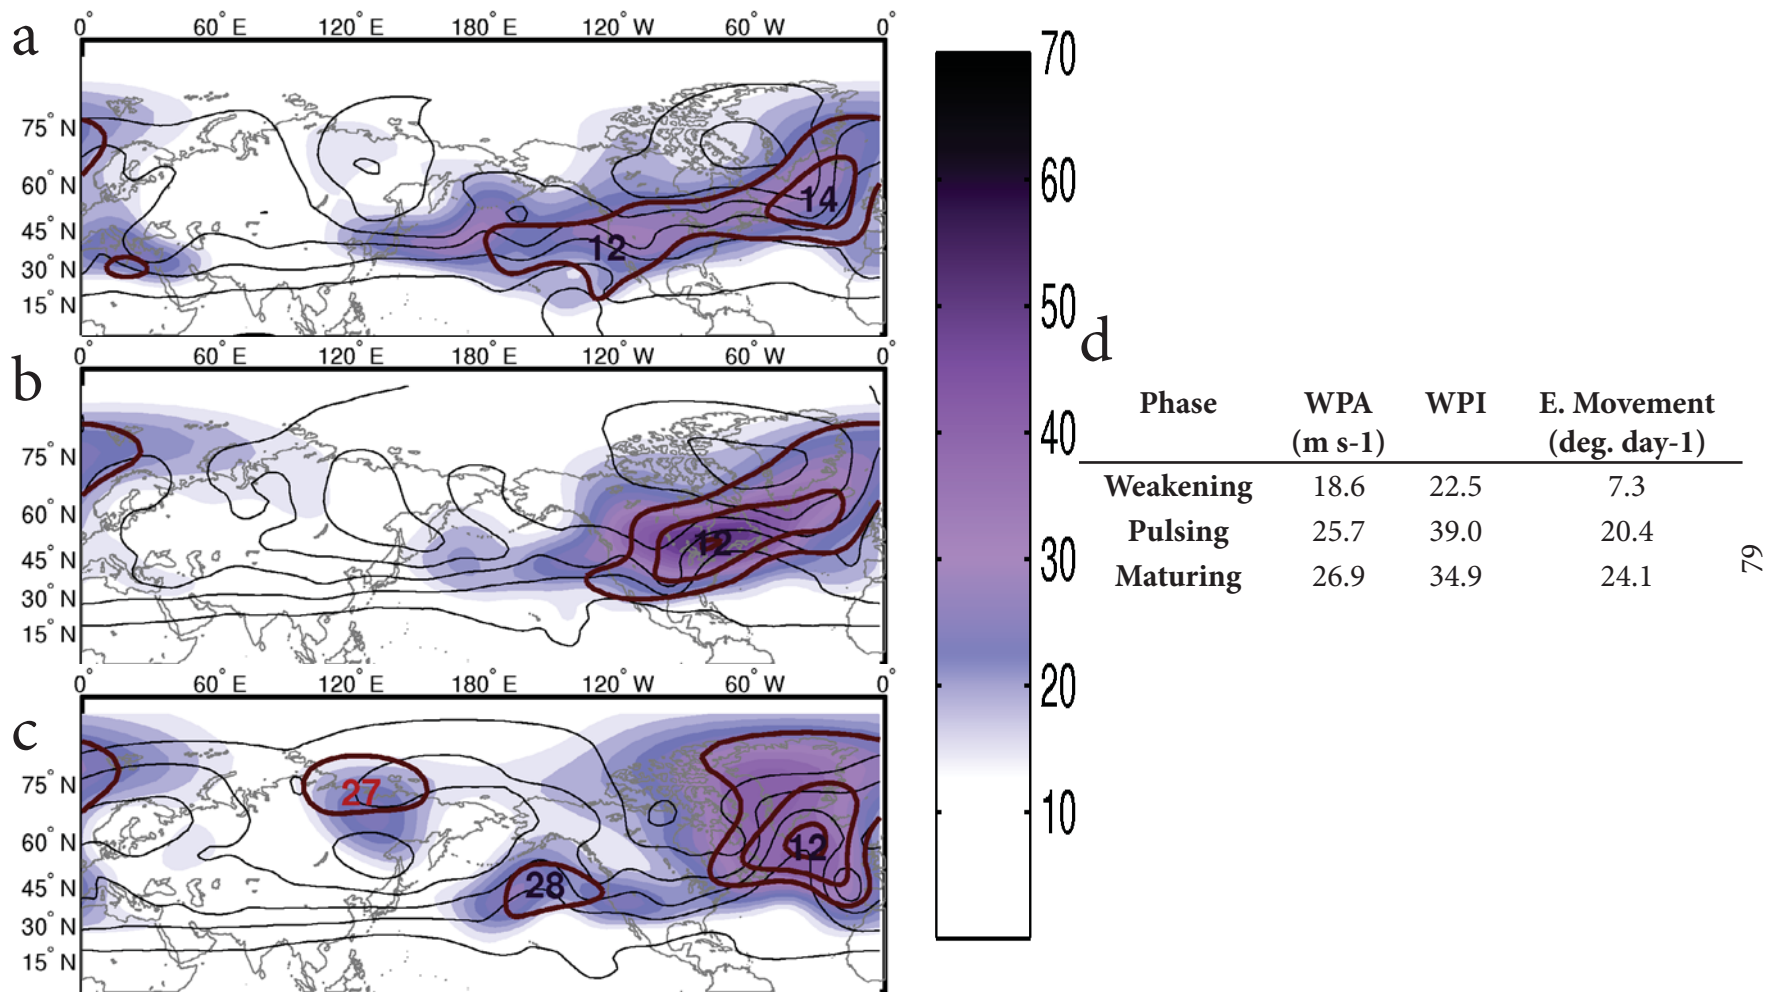 a
0° 60° E 120° E 180° E 120° W 60° W 0°
75° N
60° N
45° N
30° N
15° N
14
12
b
0° 60° E 120° E 180° E 120° W 60° W 0°
75° N
60° N
45° N
30° N
15° N
12
c
0° 60° E 120° E 180° E 120° W 60° W 0°
75° N
60° N
45° N
30° N
15° N
27
28
12
70
60
50
40
30
20
10
d
Phase WPA WPI E. Movement
(m s-1) (deg. day-1)
Weakening 18.6 22.5 7.3
Pulsing 25.7 39.0 20.4
Maturing 26.9 34.9 24.1
79